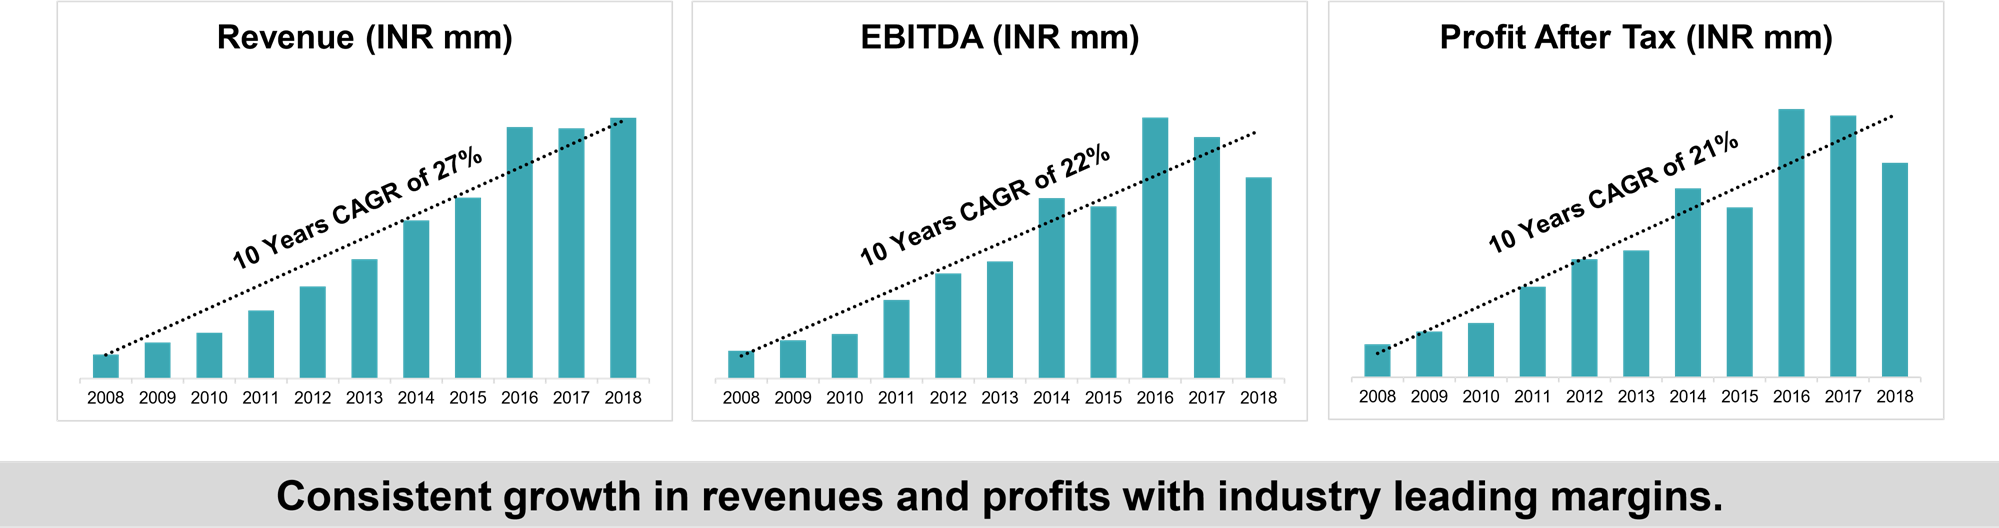 Revenue (INR mm)
10 Years CAGR of 27%
2008 2009 2010 2011 2012 2013 2014 2015 2016 2017 2018
EBITDA (INR mm)
10 Years CAGR of 22%
2008 2009 2010 2011 2012 2013 2014 2015 2016 2017 2018
Profit After Tax (INR mm)
10 Years CAGR of 21%
2008 2009 2010 2011 2012 2013 2014 2015 2016 2017 2018
Consistent growth in revenues and profits with industry leading margins.